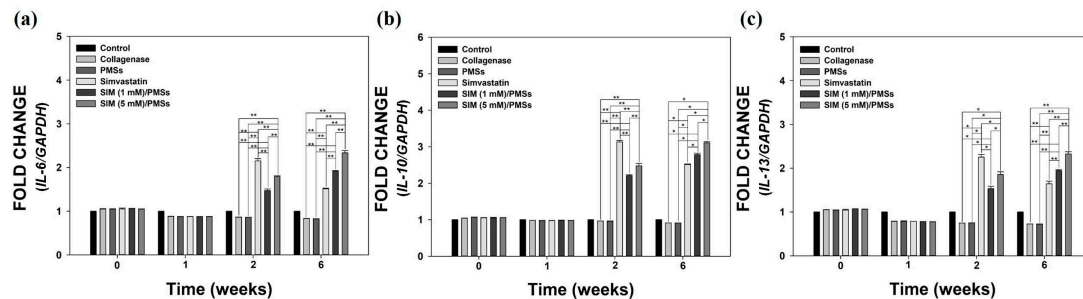 (a)
FOLD CHANGE
(IL-6/GAPDH)
5
4
3
2
1
0
Control
Collagenase
PMSs
Simvastatin
SIM (1 mM)/PMSs
SIM (5 mM)/PMSs
**
**
** **
** **
** **
**
**
**
** **
** **
** **
**
0 1 2 6
Time (weeks)
(b)
FOLD CHANGE
(IL-10/GAPDH)
6
5
4
3
2
1
0
Control
Collagenase
PMSs
Simvastatin
SIM (1 mM)/PMSs
SIM (5 mM)/PMSs
0 1 2 6
Time (weeks)
(c)
FOLD CHANGE
(IL-13/GAPDH)
5
4
3
2
1
0
Control
Collagenase
PMSs
Simvastatin
SIM (1 mM)/PMSs
SIM (5 mM)/PMSs
0 1 2 6
Time (weeks)